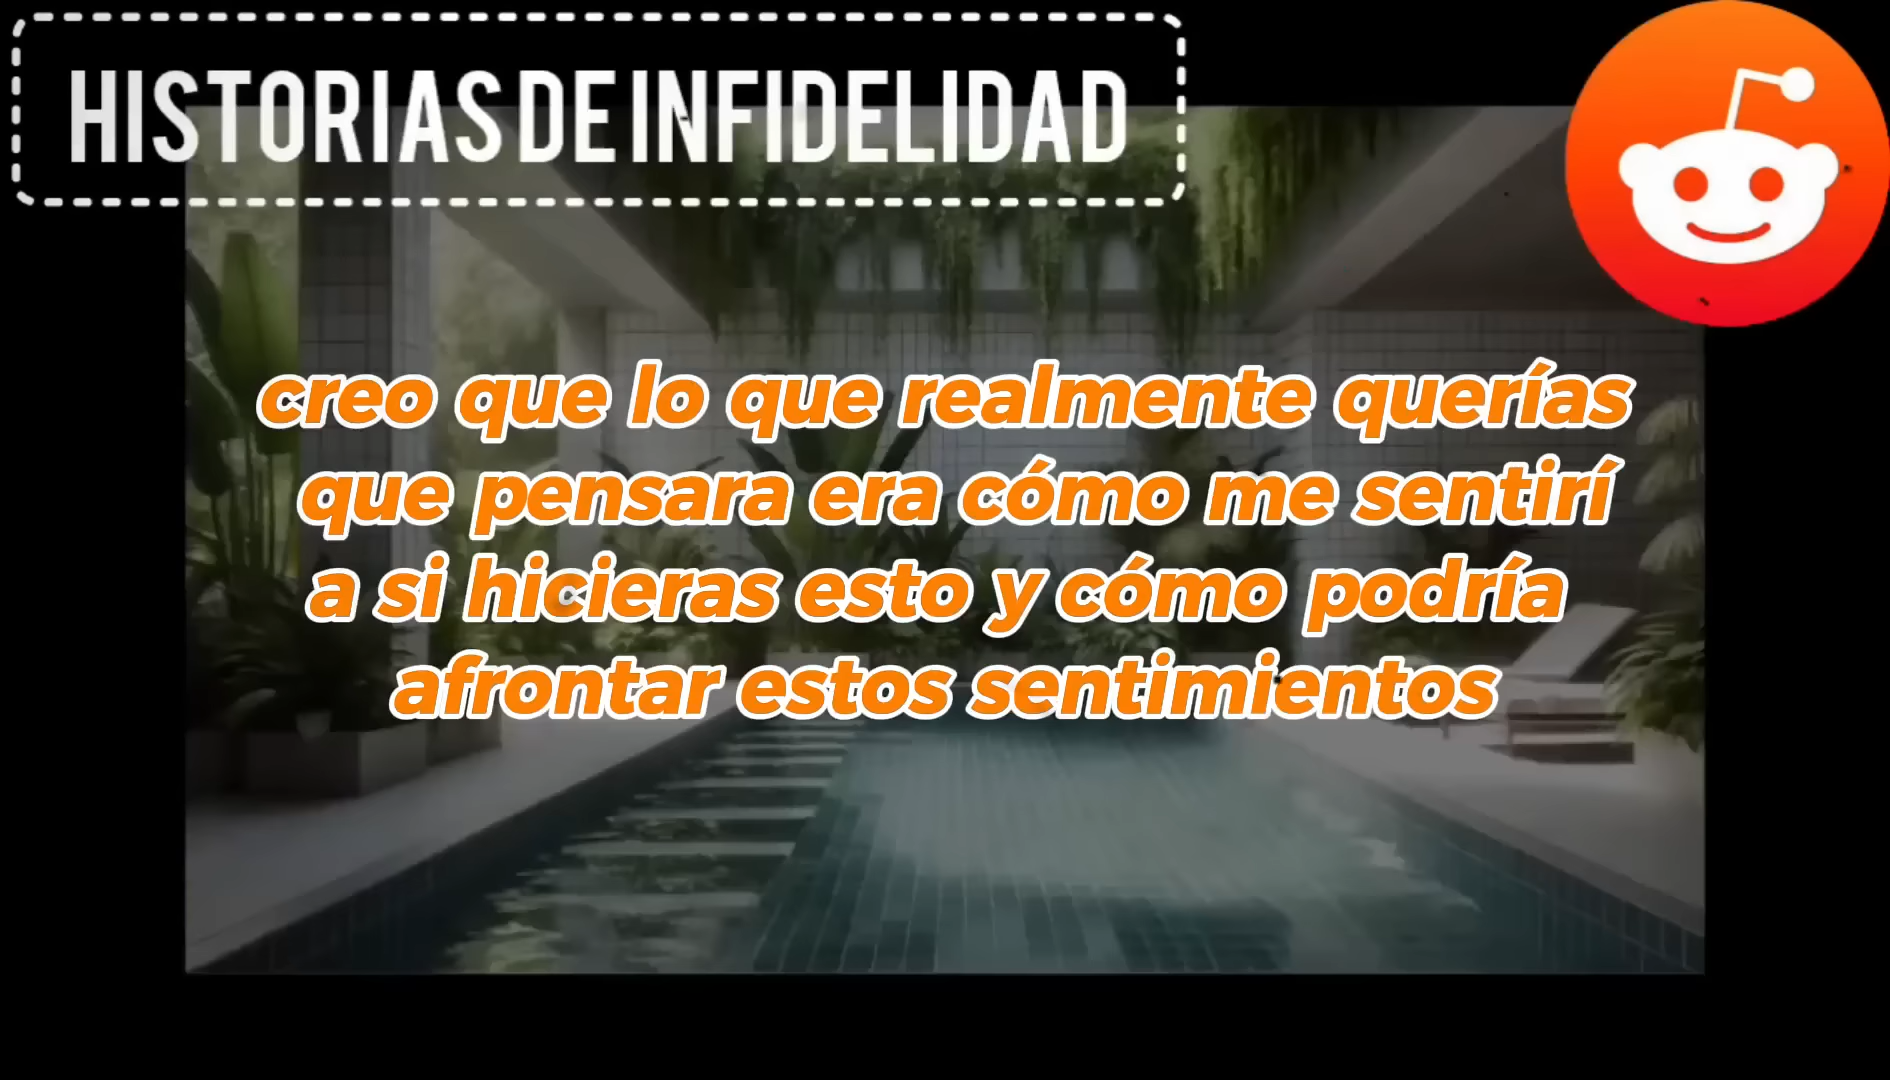 HISTORIAS DE INFIDELIDAD
creo que lo que realmente querías
que pensara era cómo me sentirí
a si hicieras esto y cómo podría
afrontar estos sentimientos